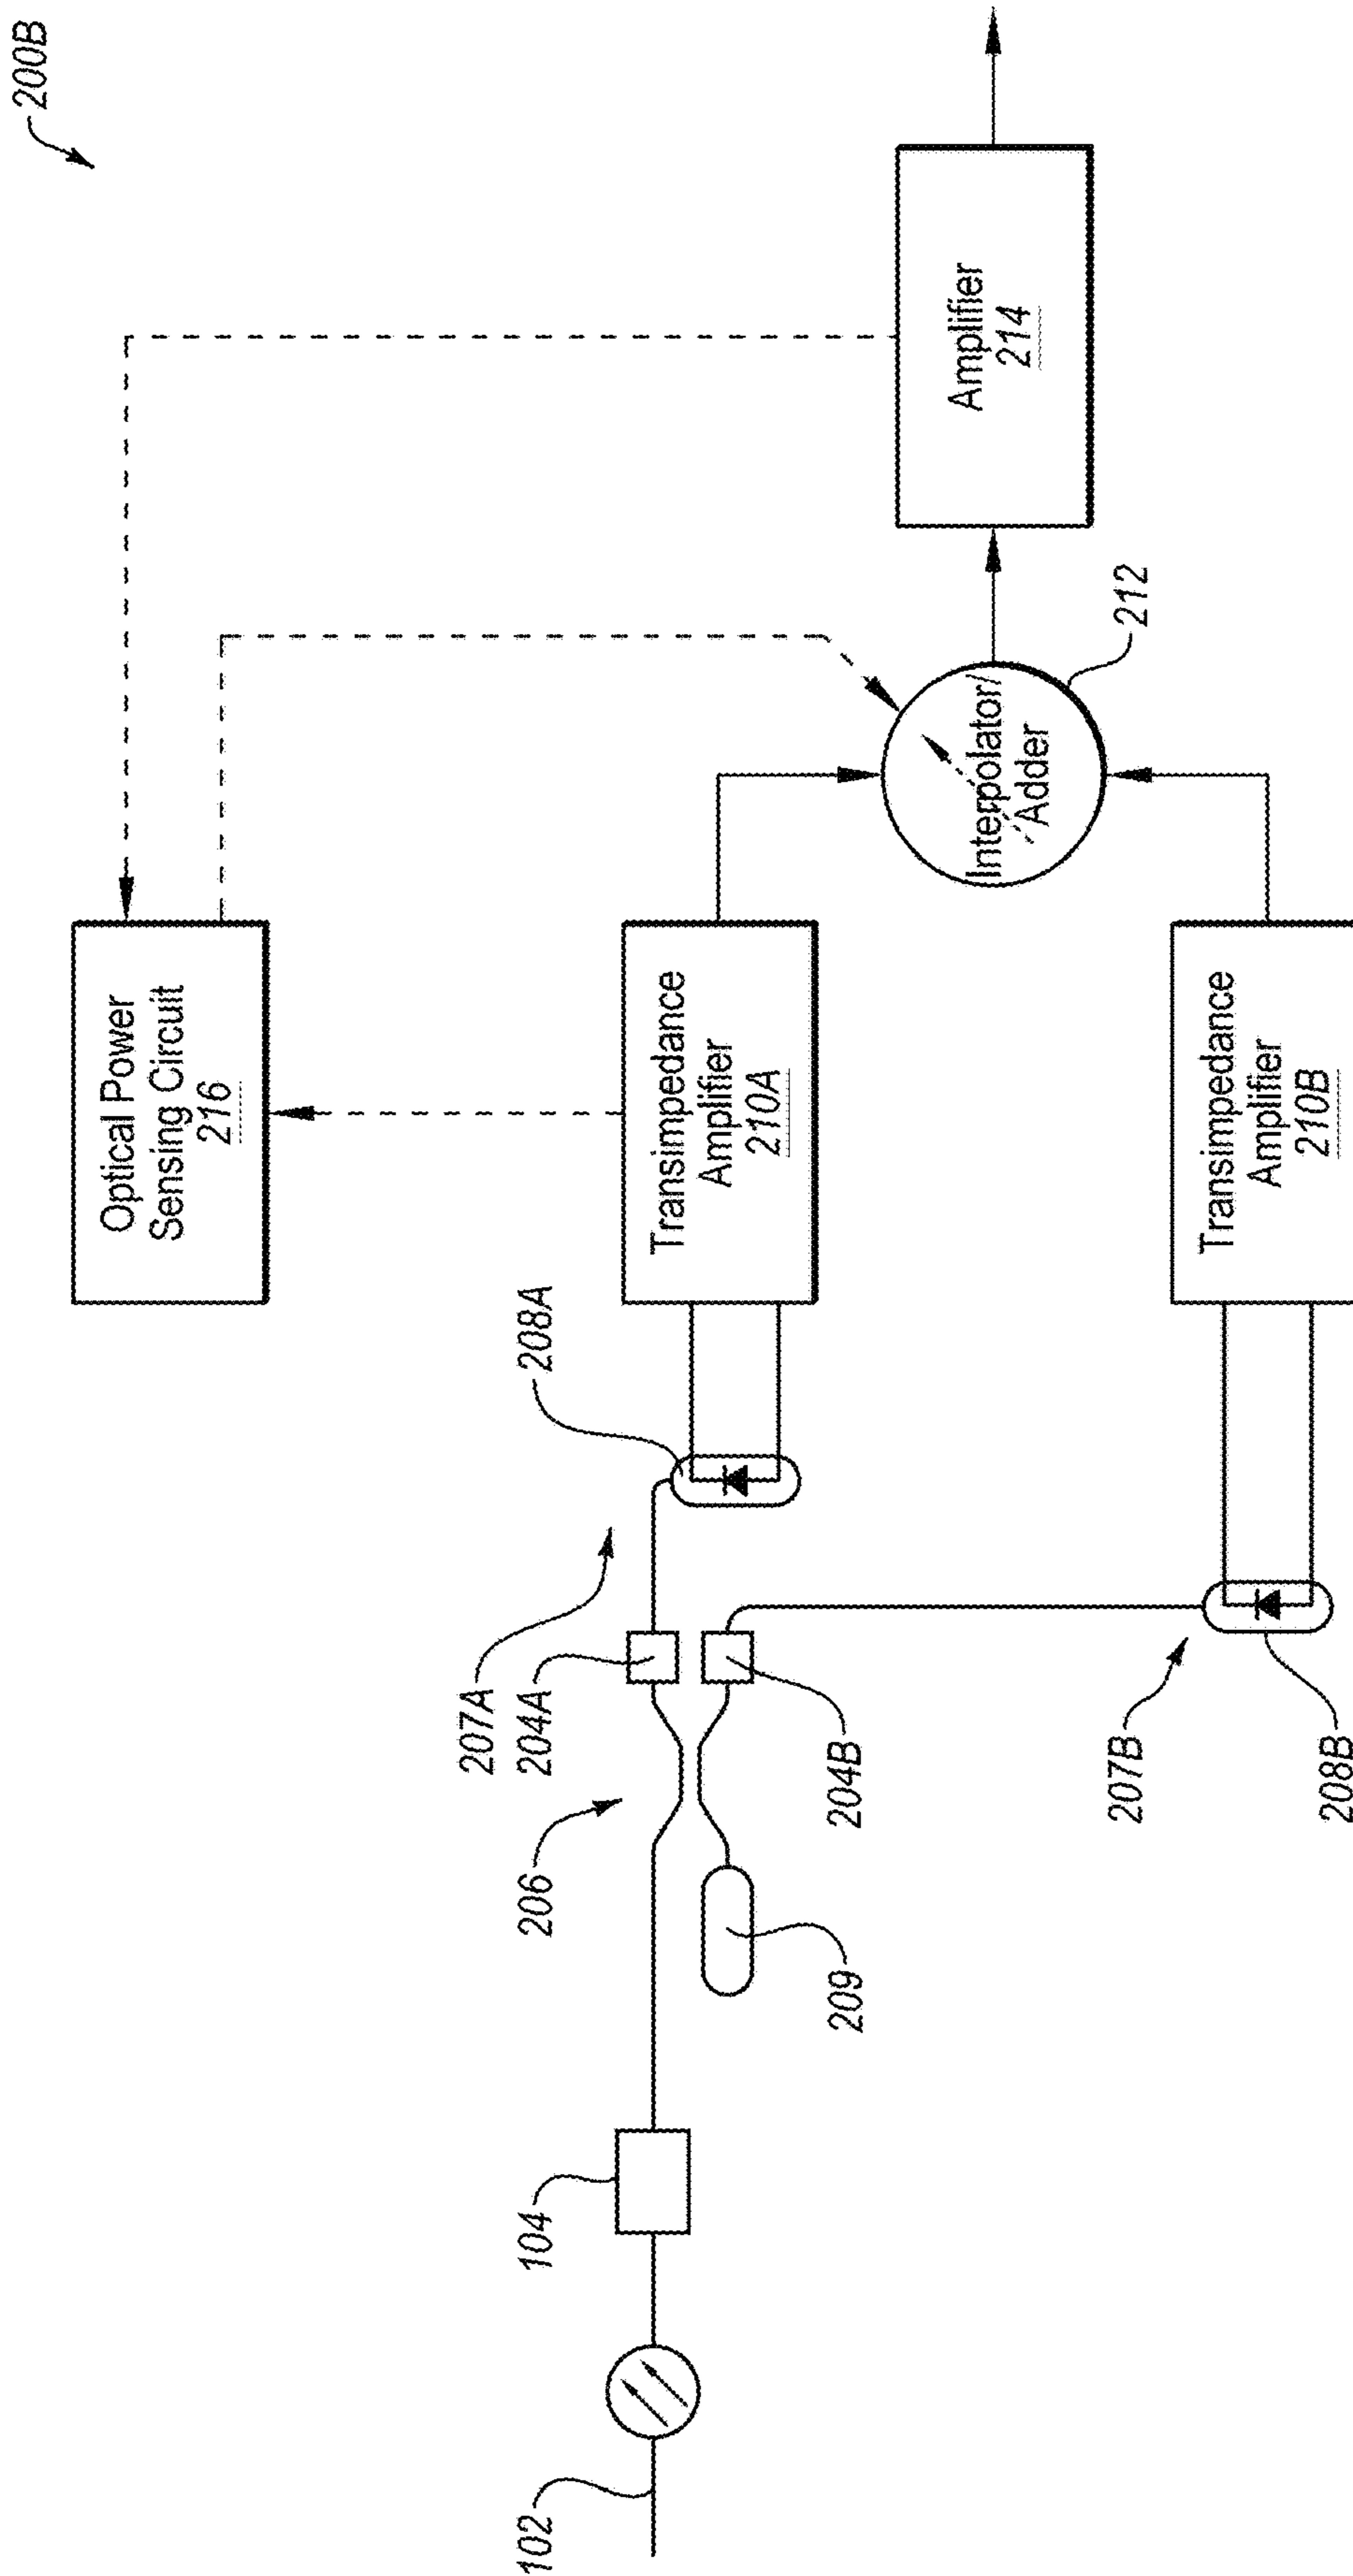 200B
Optical Power
Sensing Circuit
216
Amplifier
214
Transimpedance
Amplifier
210A
Interpolator/
Adder
212
Transimpedance
Amplifier
210B
102
104
206
207A
204A
208A
209
204B
207B
208B